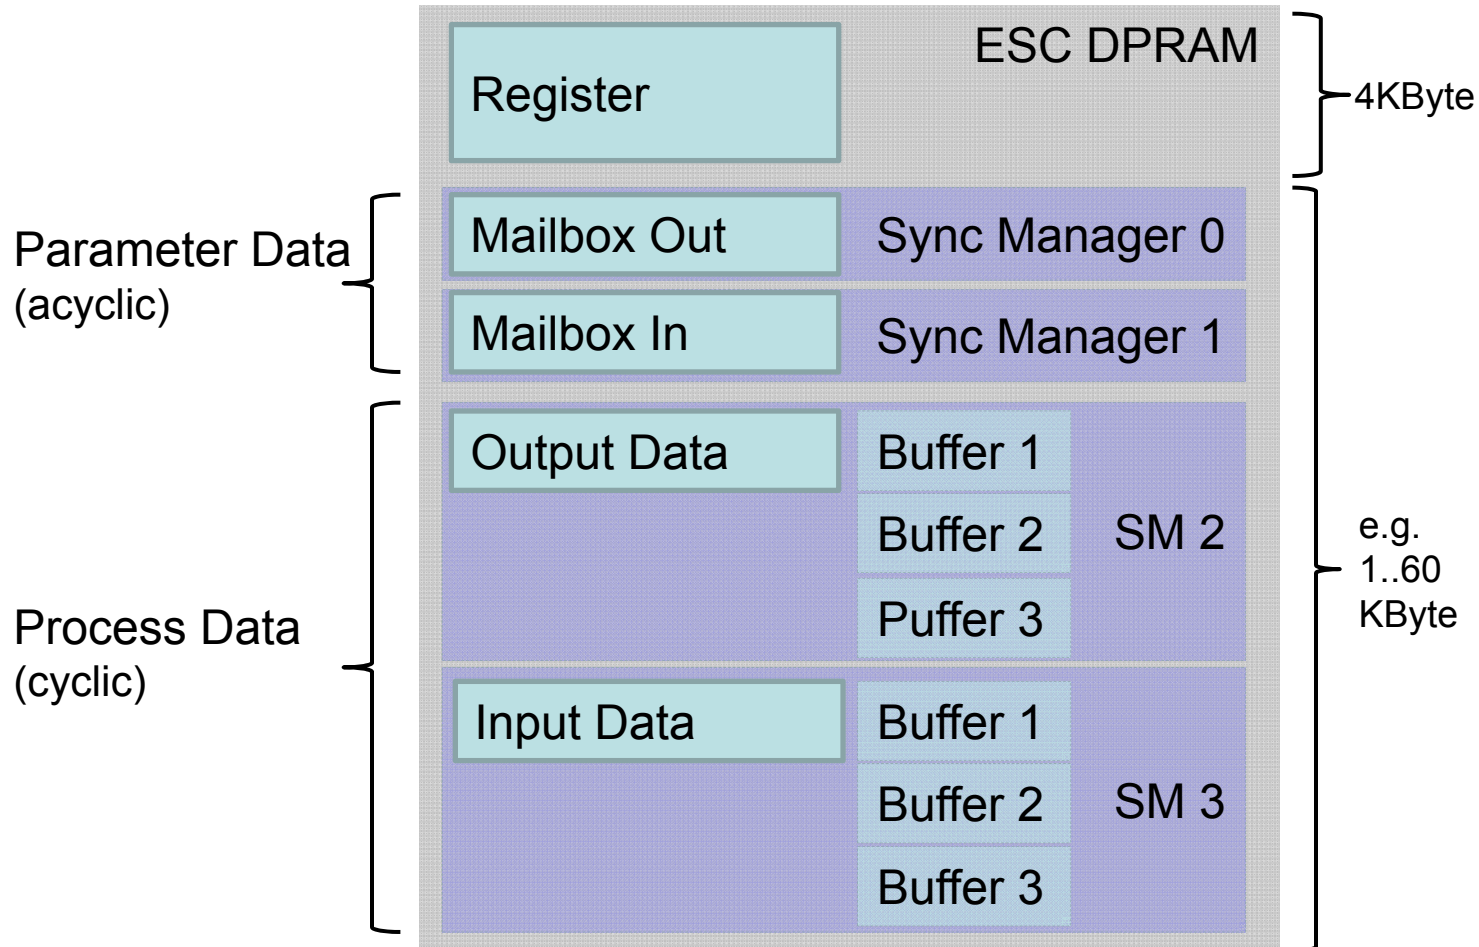 ESC DPRAM
Register
4KByte
Parameter Data
(acyclic)
Mailbox Out
Sync Manager 0
Mailbox In
Sync Manager 1
Process Data
(cyclic)
Output Data
Buffer 1
Buffer 2
Puffer 3
SM 2
Input Data
Buffer 1
Buffer 2
Buffer 3
SM 3
e.g.
1..60
KByte